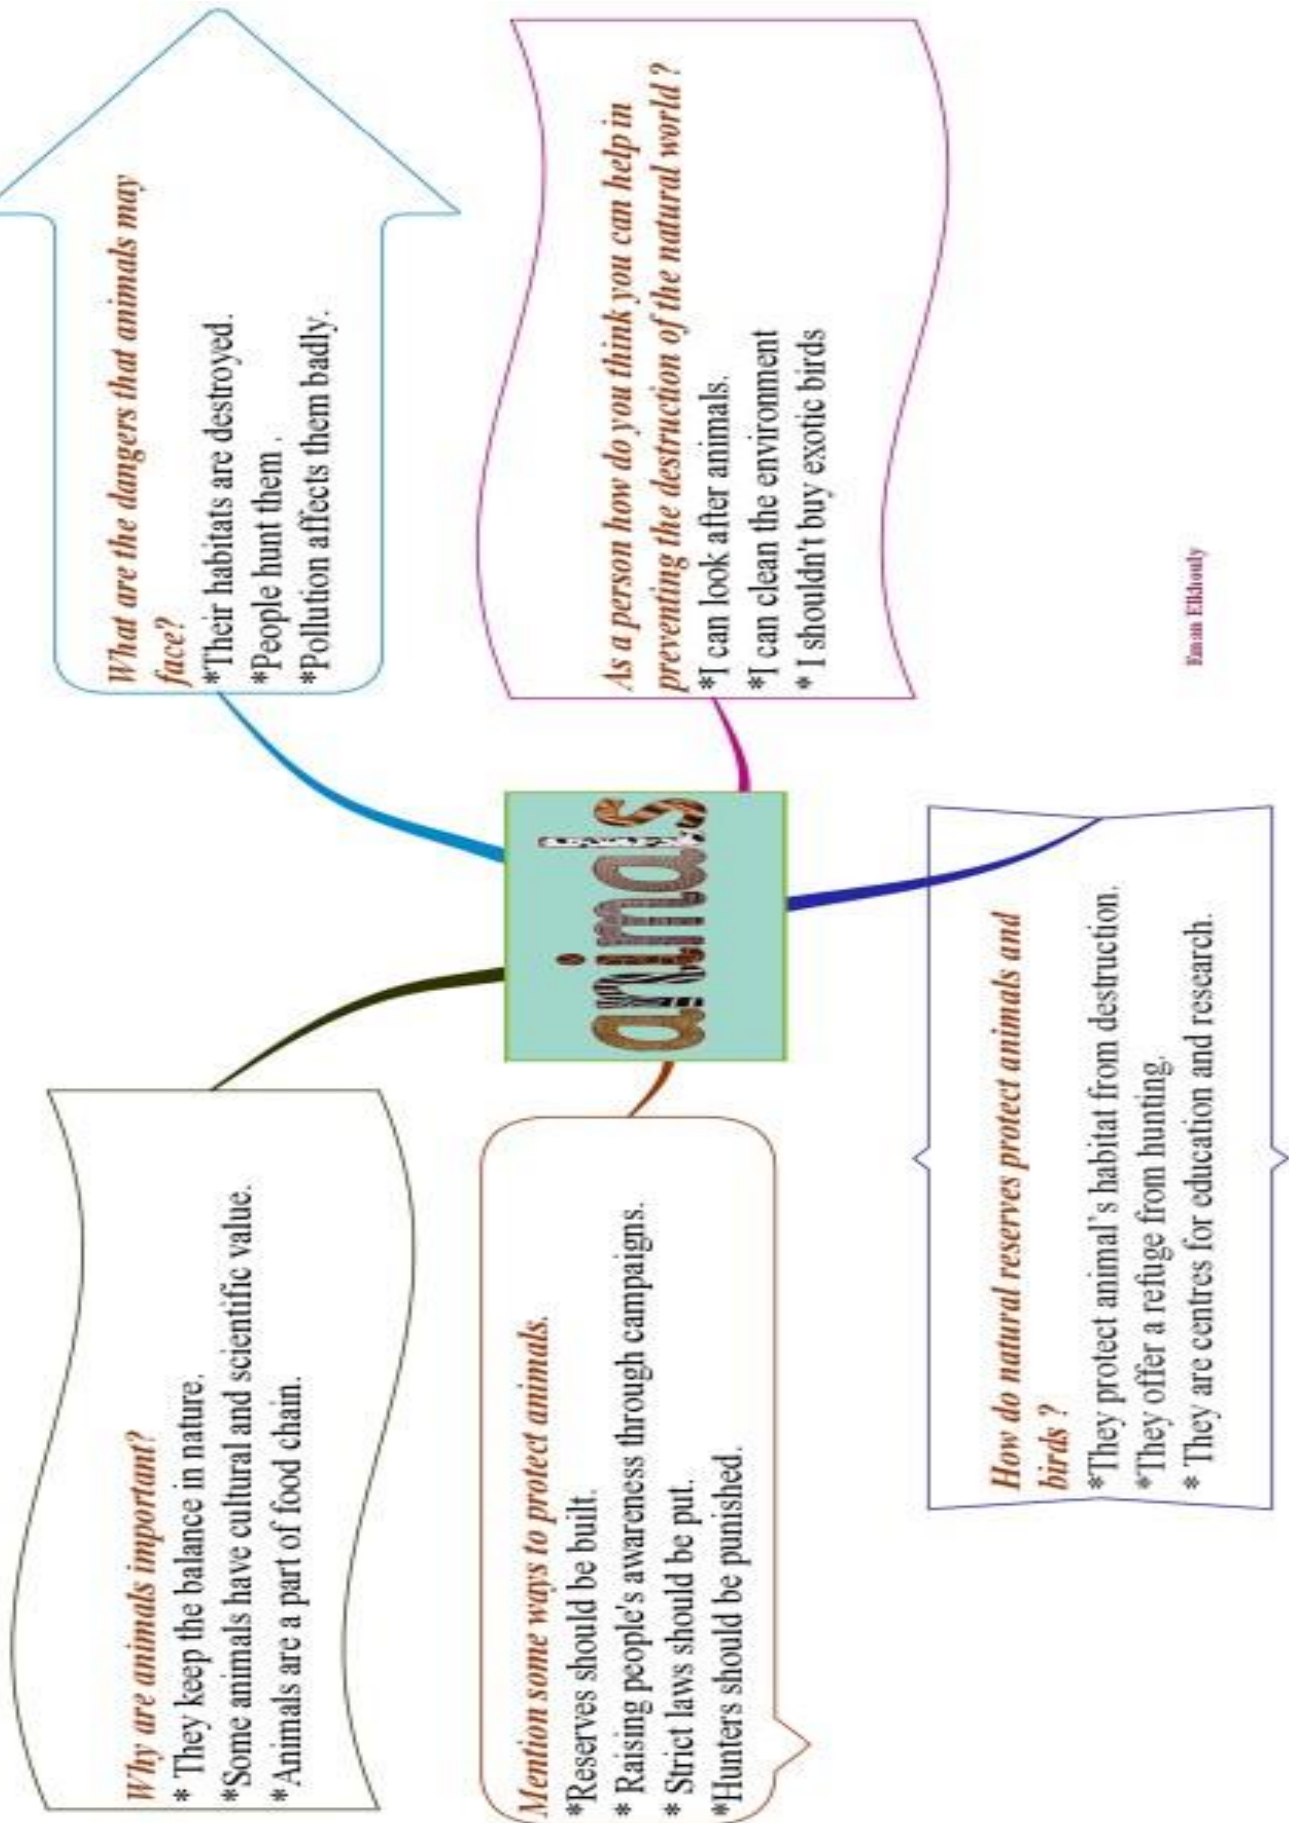 Why are animals important?
* They keep the balance in nature.
*Some animals have cultural and scientific value.
*Animals are a part of food chain.
What are the dangers that animals may
face?
*Their habitats are destroyed.
*People hunt them .
*Pollution affects them badly.
animals
Mention some ways to protect animals.
*Reserves should be built.
* Raising people's awareness through campaigns.
* Strict laws should be put.
*Hunters should be punished.
As a person how do you think you can help in
preventing the destruction of the natural world ?
*I can look after animals.
*I can clean the environment
* I shouldn't buy exotic birds
How do natural reserves protect animals and
birds ?
*They protect animal`s habitat from destruction.
*They offer a refuge from hunting.
* They are centres for education and research.
Eman Elkhouly